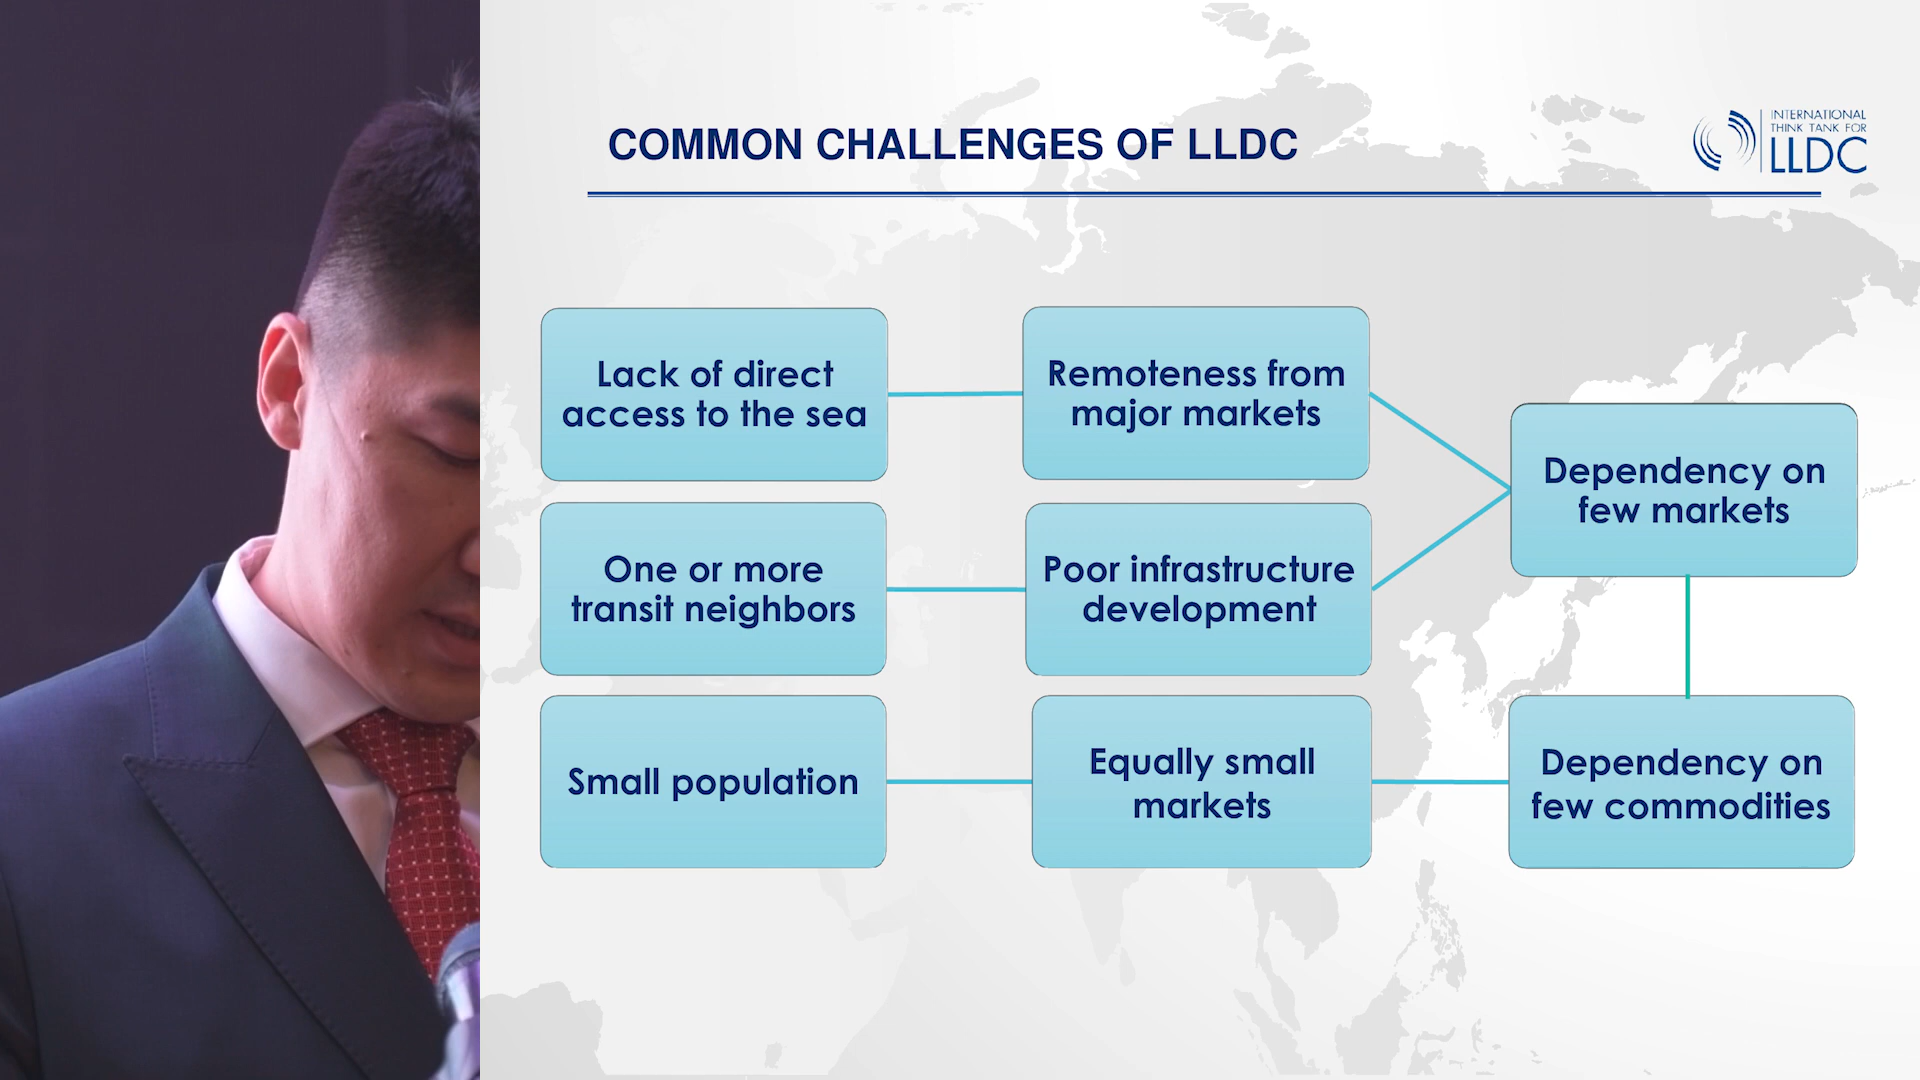 COMMON CHALLENGES OF LLDC
INTERNATIONAL
THINK TANK FOR
LLDC
Lack of direct
access to the sea
Remoteness from
major markets
Dependency on
few markets
One or more
transit neighbors
Poor infrastructure
development
Small population
Equally small
markets
Dependency on
few commodities